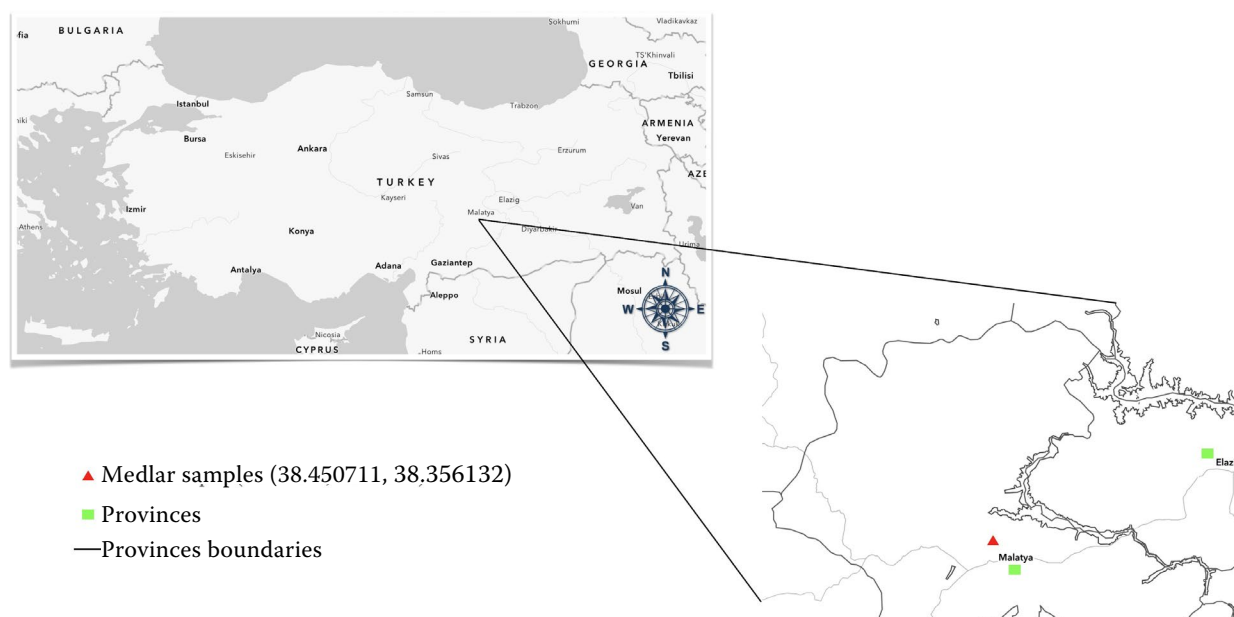 Sokhumi
Vladikavkaz
fia
BULGARIA
TS'Khinvali
GEORGIA
Tbilisi
Istanbul
Samsun
Trabzon
niki
ARMENIA
Bursa
Yerevan
Eskisehir
Ankara
Sivas
Erzurum
TURKEY
AZE
Kayseri
Elazig
Izmir
Malatya
Van
Athens
Konya
Diyarbakir
Urima
Antalya
Adana
Gaziantep
N
Aleppo
Mosul
W
E
Nicosia
SYRIA
S
CYPRUS
Homs
Medlar samples (38.450711, 38.356132)
Provinces
Provinces boundaries
Elaz
Malatya